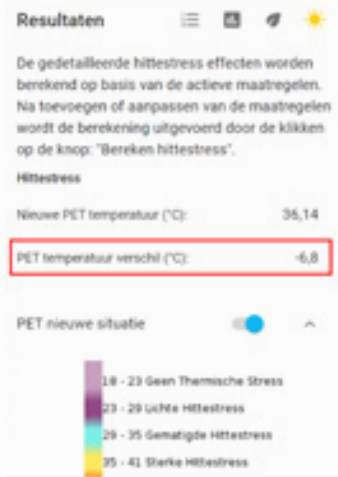 Resultaten
De gedetailleerde hittestress effecten worden
berekend op basis van de actieve maatregelen.
Na toevoegen of aanpassen van de maatregelen
wordt de berekening uitgevoerd door de klikken
op de knop: "Bereken hittestress".
Hittestress
Nieuwe PET temperatuur (°C): 36,14
PET temperatuur verschil (°C): -6,8
PET nieuwe situatie
18 - 23 Geen Thermische Stress
23 - 29 Lichte Hittestress
29 - 35 Gematigde Hittestress
35 - 41 Sterke Hittestress